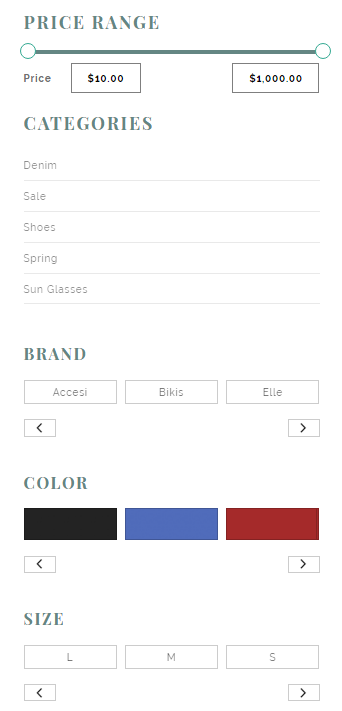 PRICE RANGE
Price $10.00 $1,000.00
CATEGORIES
Denim
Sale
Shoes
Spring
Sun Glasses
BRAND
Accesi Bikis Elle
COLOR
SIZE
L M S